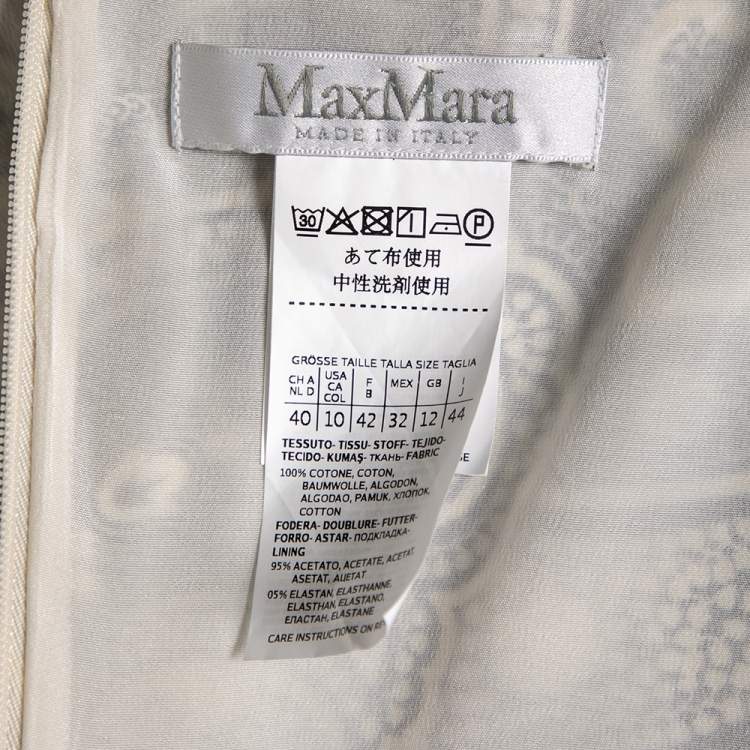 MaxMara
MADE IN ITALY
30 P
あて布使用
中性洗剤使用
GRÖSSE TAILLE TALLA SIZE TAGLIA
CH A NL D USA CA COL F B MEX GB I J
40 10 42 32 12 44
TESSUTO- TISSU- STOFF- TEJIDO-
TECIDO- KUMAŞ- ТКАНЬ- FABRIC
100% COTONE, COTON,
BAUMWOLLE, ALGODON,
ALGODAO, PAMUK, ХЛОПОК,
COTTON
FODERA- DOUBLURE- FUTTER-
FORRO- ASTAR- ПОДКЛАДКА-
LINING
95% ACETATO, ACETATE, ACETAT,
ASETAT, АЦЕТАТ
05% ELASTAN, ELASTHANNE,
ELASTHAN, ELASTANO,
ЕЛАСТАН, ELASTANE
CARE INSTRUCTIONS ON